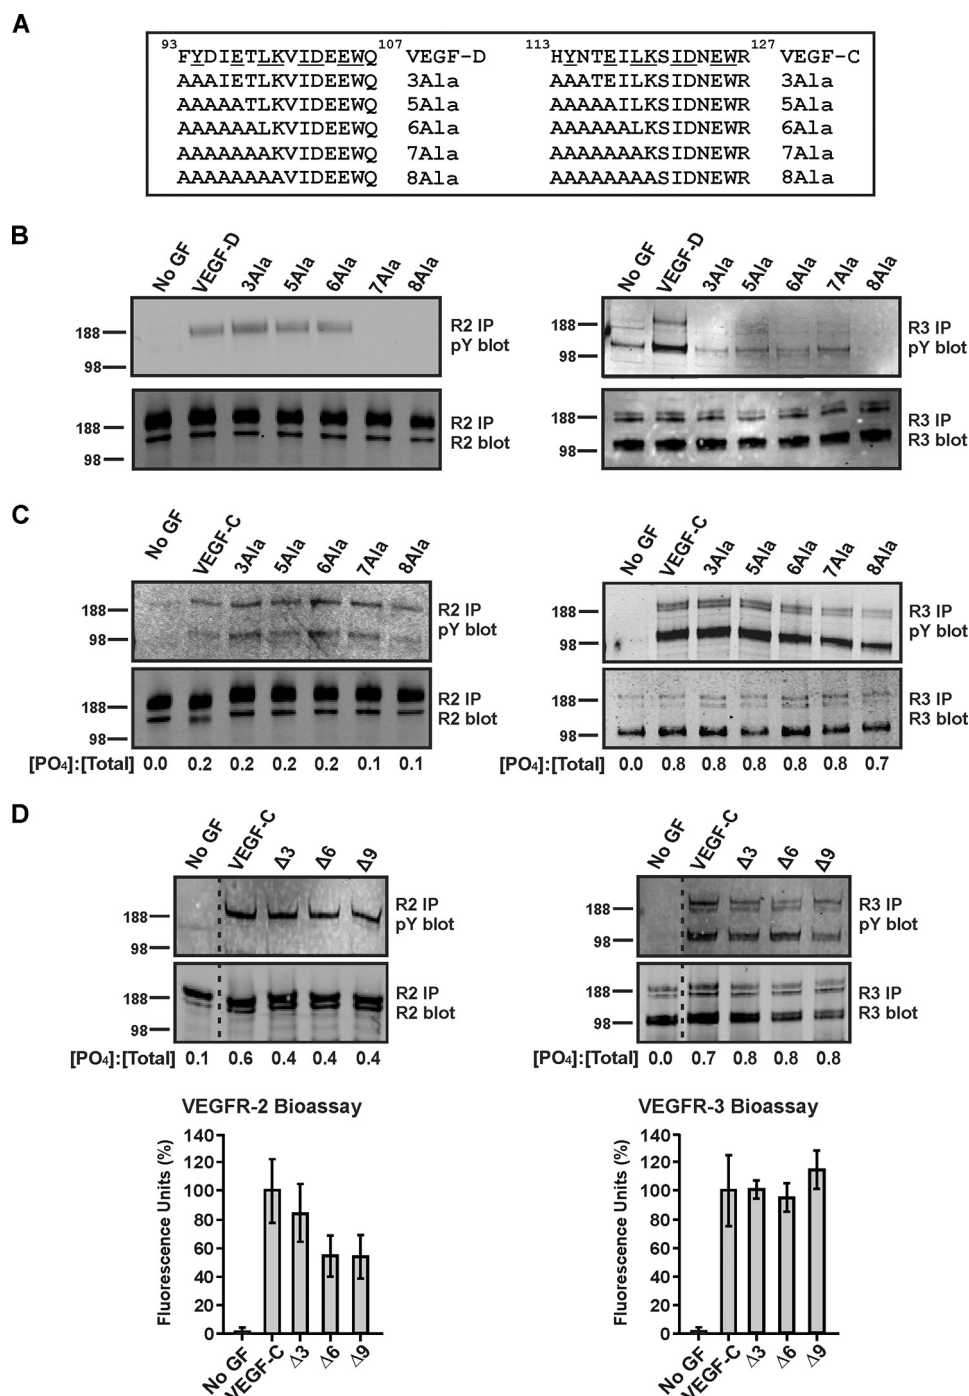 A
93 FYDIETLKVIDEEWQ 107 VEGF-D 113 HYNTEILKSIDNEWR 127 VEGF-C
AAAIETLKVIDEEWQ 3Ala AAATEILKSIDNEWR 3Ala
AAAAATLKVIDEEWQ 5Ala AAAAAILKSIDNEWR 5Ala
AAAAAALKVIDEEWQ 6Ala AAAAAALKSIDNEWR 6Ala
AAAAAAAKVIDEEWQ 7Ala AAAAAAAKSIDNEWR 7Ala
AAAAAAAAVIDEEWQ 8Ala AAAAAAAASIDNEWR 8Ala
B
No GF VEGF-D 3Ala 5Ala 6Ala 7Ala 8Ala
188
98
R2 IP
pY blot
188
98
R2 IP
R2 blot
No GF VEGF-D 3Ala 5Ala 6Ala 7Ala 8Ala
188
98
R3 IP
pY blot
188
98
R3 IP
R3 blot
C
No GF VEGF-C 3Ala 5Ala 6Ala 7Ala 8Ala
188
98
R2 IP
pY blot
188
98
R2 IP
R2 blot
[PO4]:[Total] 0.0 0.2 0.2 0.2 0.2 0.1 0.1
No GF VEGF-C 3Ala 5Ala 6Ala 7Ala 8Ala
188
98
R3 IP
pY blot
188
98
R3 IP
R3 blot
[PO4]:[Total] 0.0 0.8 0.8 0.8 0.8 0.8 0.7
D
No GF VEGF-C Δ3 Δ6 Δ9
188
98
R2 IP
pY blot
188
98
R2 IP
R2 blot
[PO4]:[Total] 0.1 0.6 0.4 0.4 0.4
No GF VEGF-C Δ3 Δ6 Δ9
188
98
R3 IP
pY blot
188
98
R3 IP
R3 blot
[PO4]:[Total] 0.0 0.7 0.8 0.8 0.8
VEGFR-2 Bioassay
Fluorescence Units (%)
140
120
100
80
60
40
20
0
No GF VEGF-C Δ3 Δ6 Δ9
VEGFR-3 Bioassay
Fluorescence Units (%)
140
120
100
80
60
40
20
0
No GF VEGF-C Δ3 Δ6 Δ9